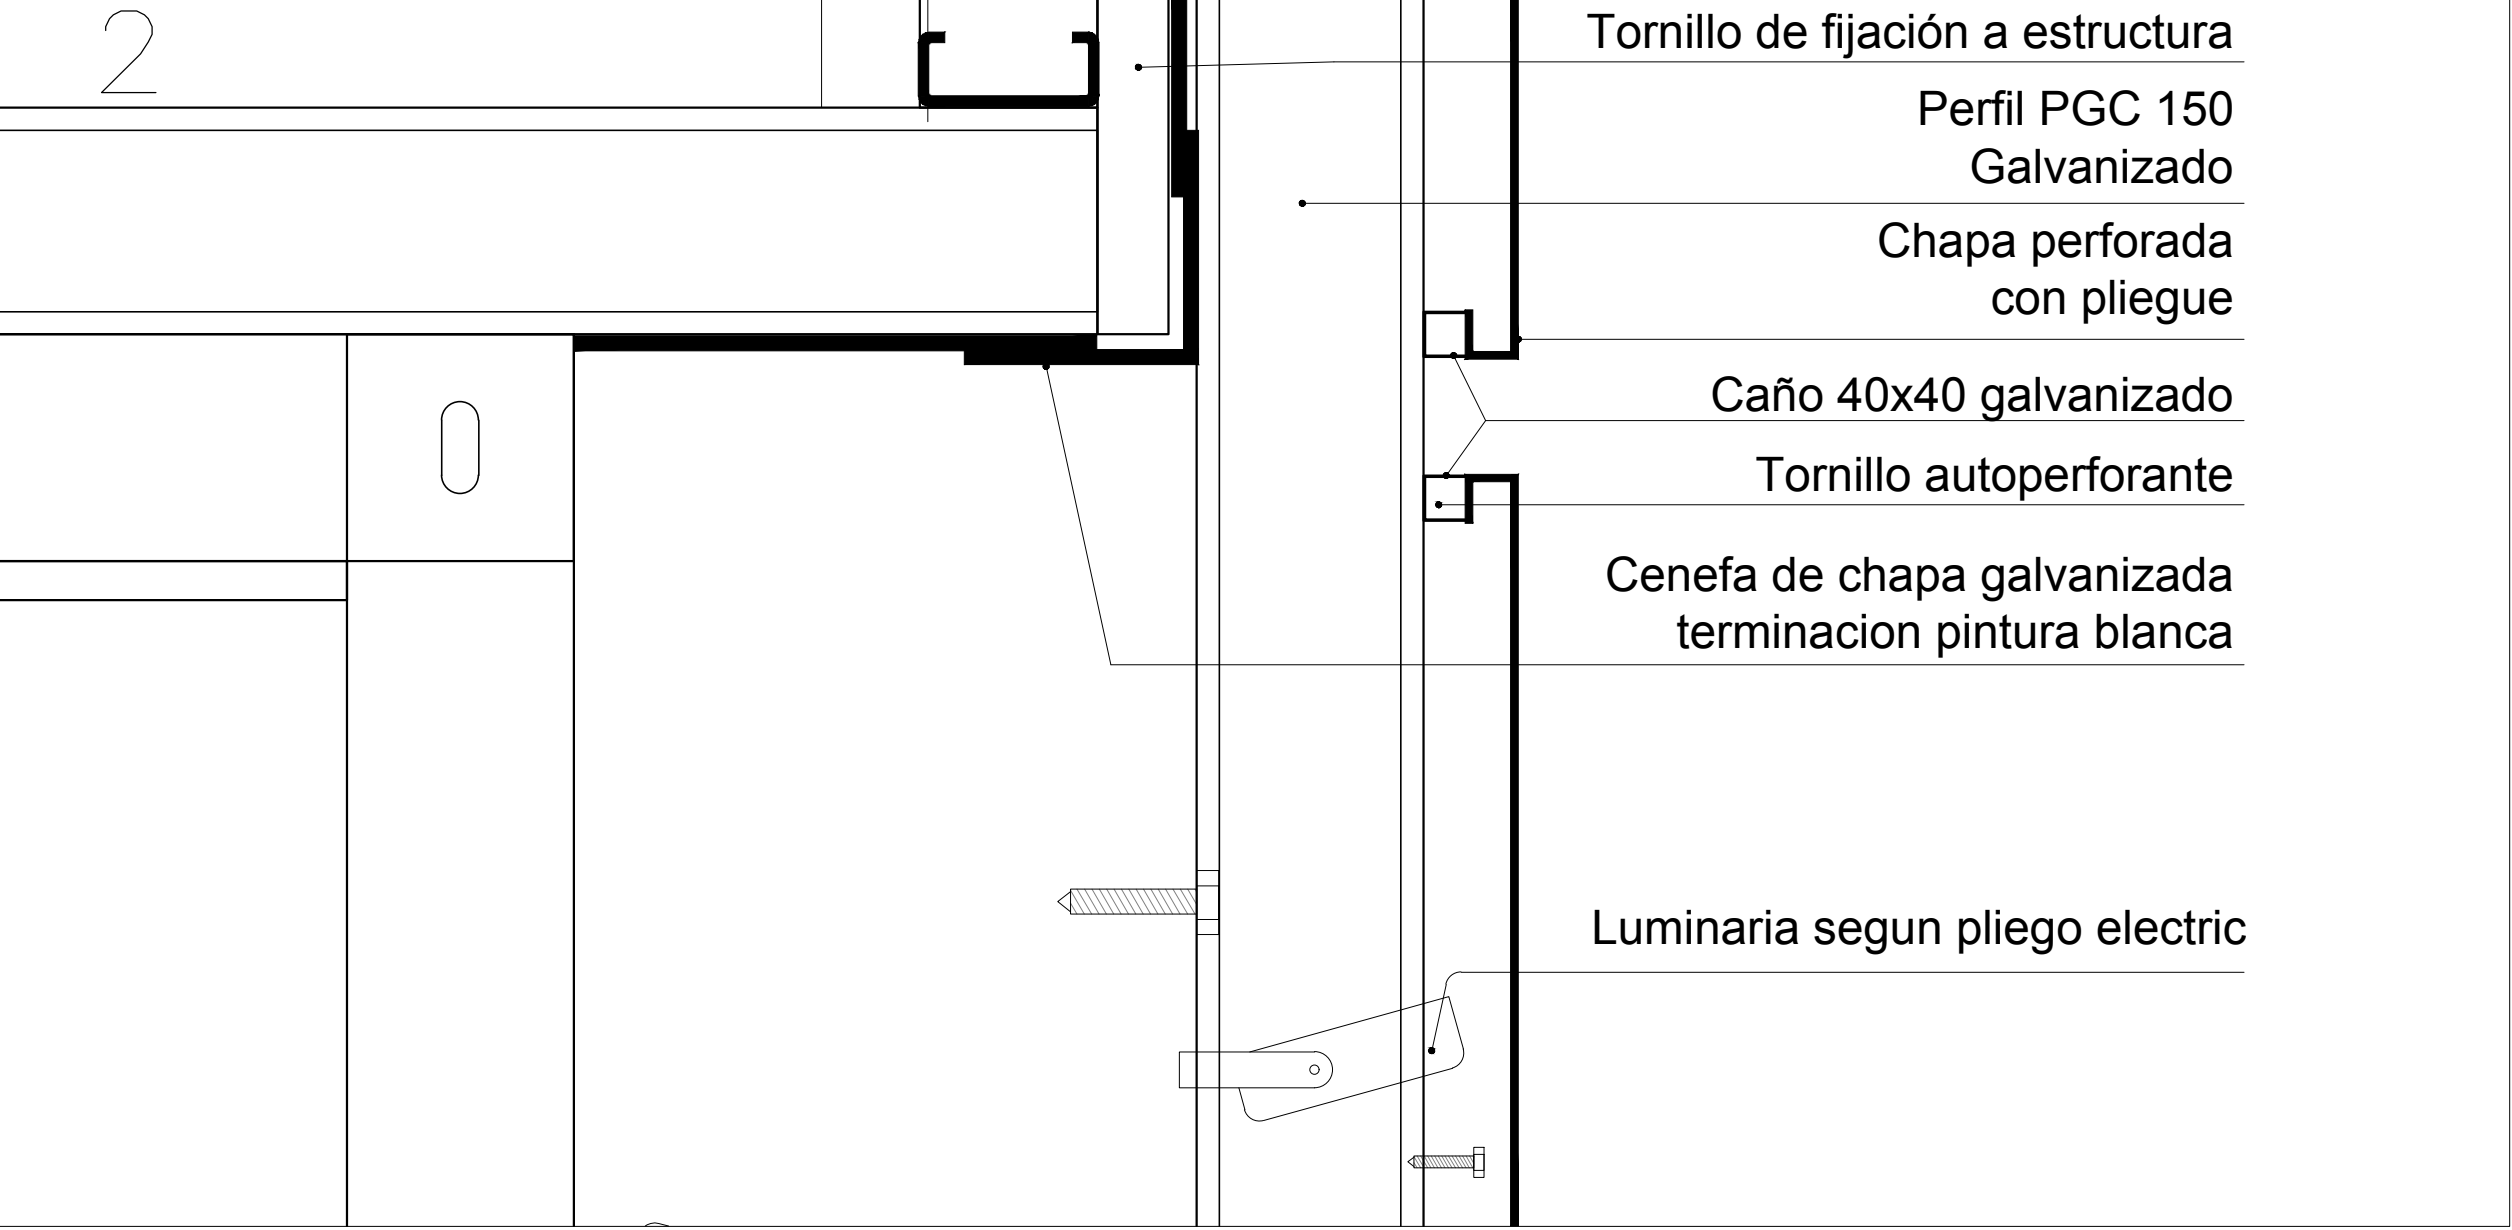 2
Tornillo de fijación a estructura
Perfil PGC 150
Galvanizado
Chapa perforada
con pliegue
Caño 40x40 galvanizado
Tornillo autoperforante
Cenefa de chapa galvanizada
terminacion pintura blanca
Luminaria segun pliego electric